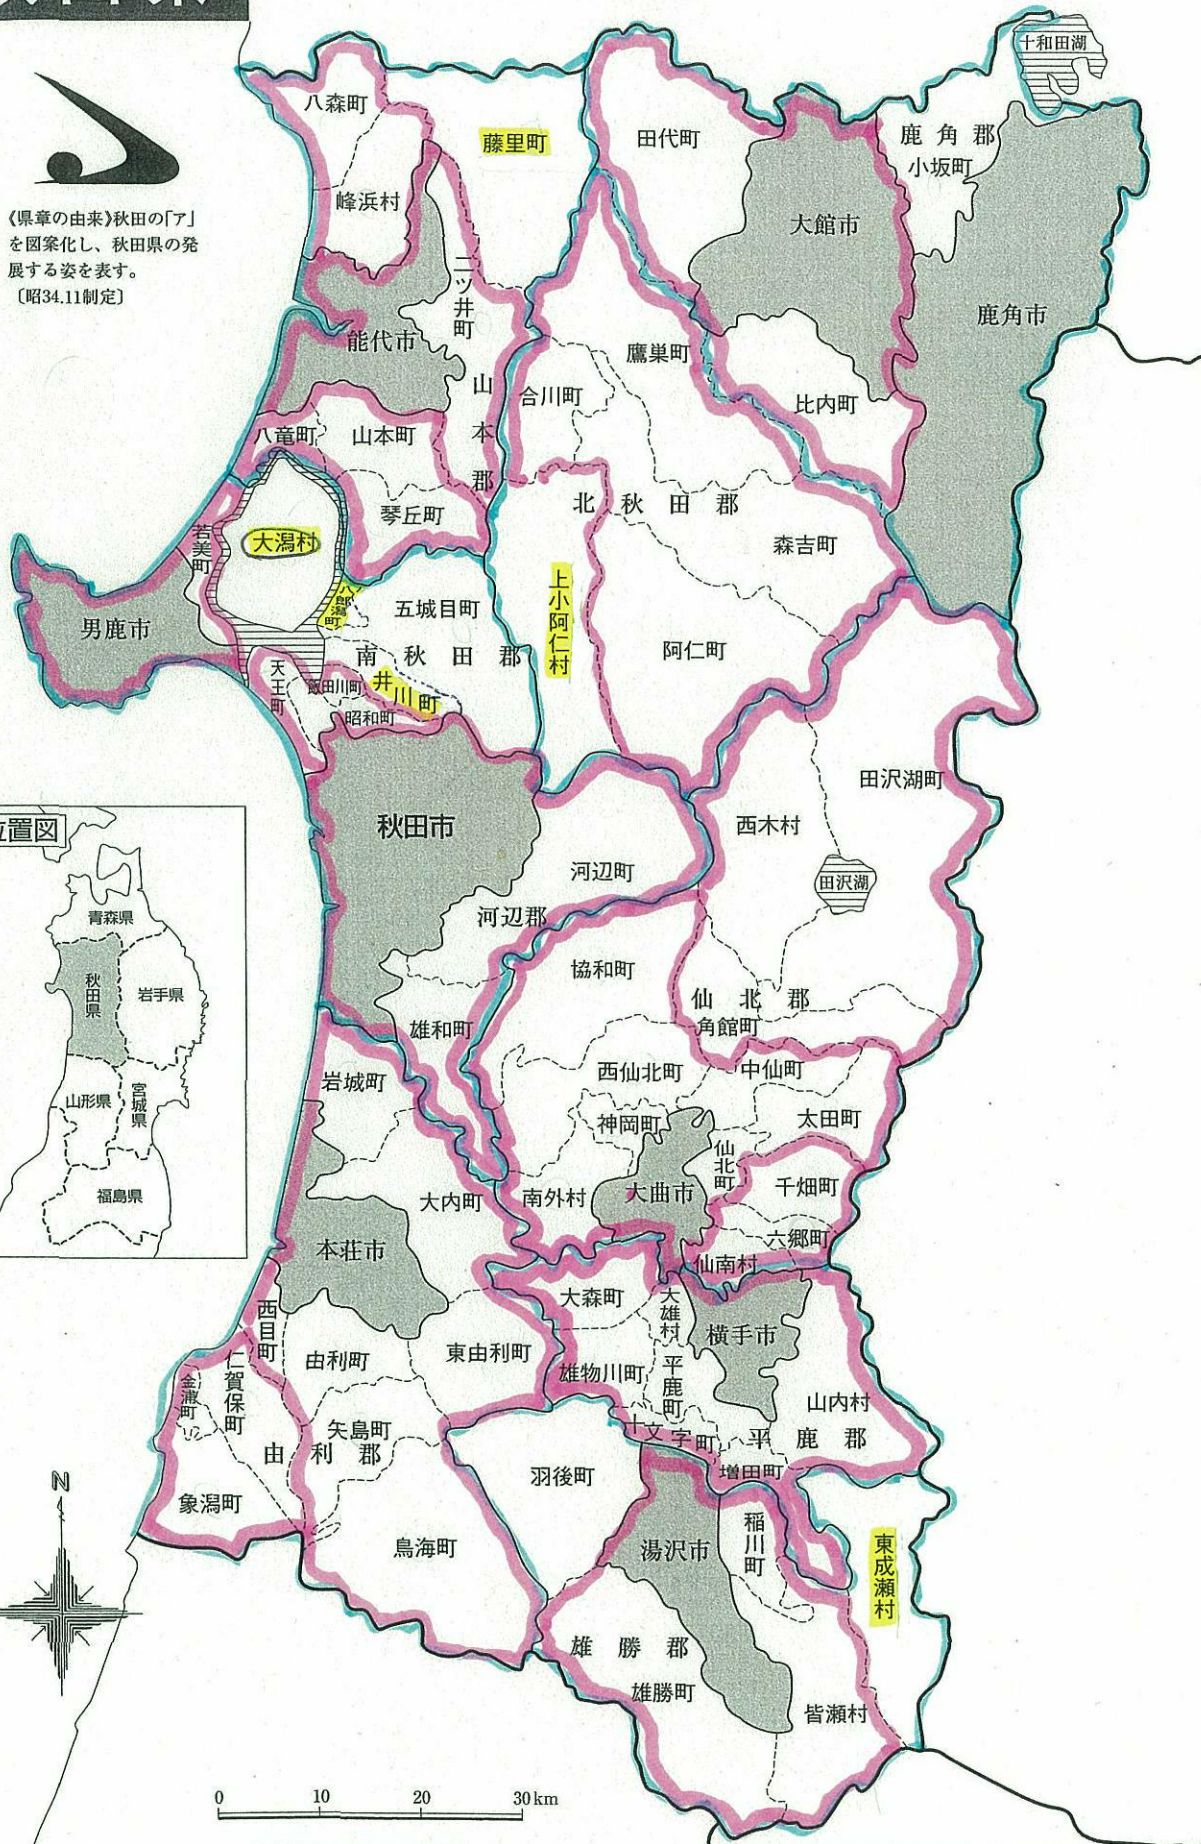 十和田湖
八森町
藤里町
田代町
鹿角郡
小坂町
大館市
峰浜村
《県章の由来》秋田の「ア」
を図案化し、秋田県の発
展する姿を表す。
〔昭34.11制定〕
二ツ井町
鹿角市
能代市
鷹巣町
合川町
比内町
山本郡
八竜町
山本町
琴丘町
北秋田郡
若美町
大潟村
森吉町
八郎潟町
上小阿仁村
五城目町
男鹿市
南秋田郡
阿仁町
天王町
飯田川町
井川町
昭和町
田沢湖町
位置図
秋田市
西木村
河辺町
田沢湖
青森県
河辺郡
秋田県
岩手県
協和町
仙北郡
角館町
雄和町
西仙北町
中仙町
岩城町
山形県
宮城県
神岡町
太田町
仙北町
福島県
大内町
南外村
大曲市
千畑町
本荘市
六郷町
仙南村
大森町
大雄村
横手市
西目町
由利町
東由利町
仁賀保町
金浦町
雄物川町
平鹿町
山内村
矢島町
十文字町
平鹿郡
由利郡
増田町
羽後町
N
象潟町
稲川町
鳥海町
湯沢市
東成瀬村
雄勝郡
雄勝町
皆瀬村
0 10 20 30km